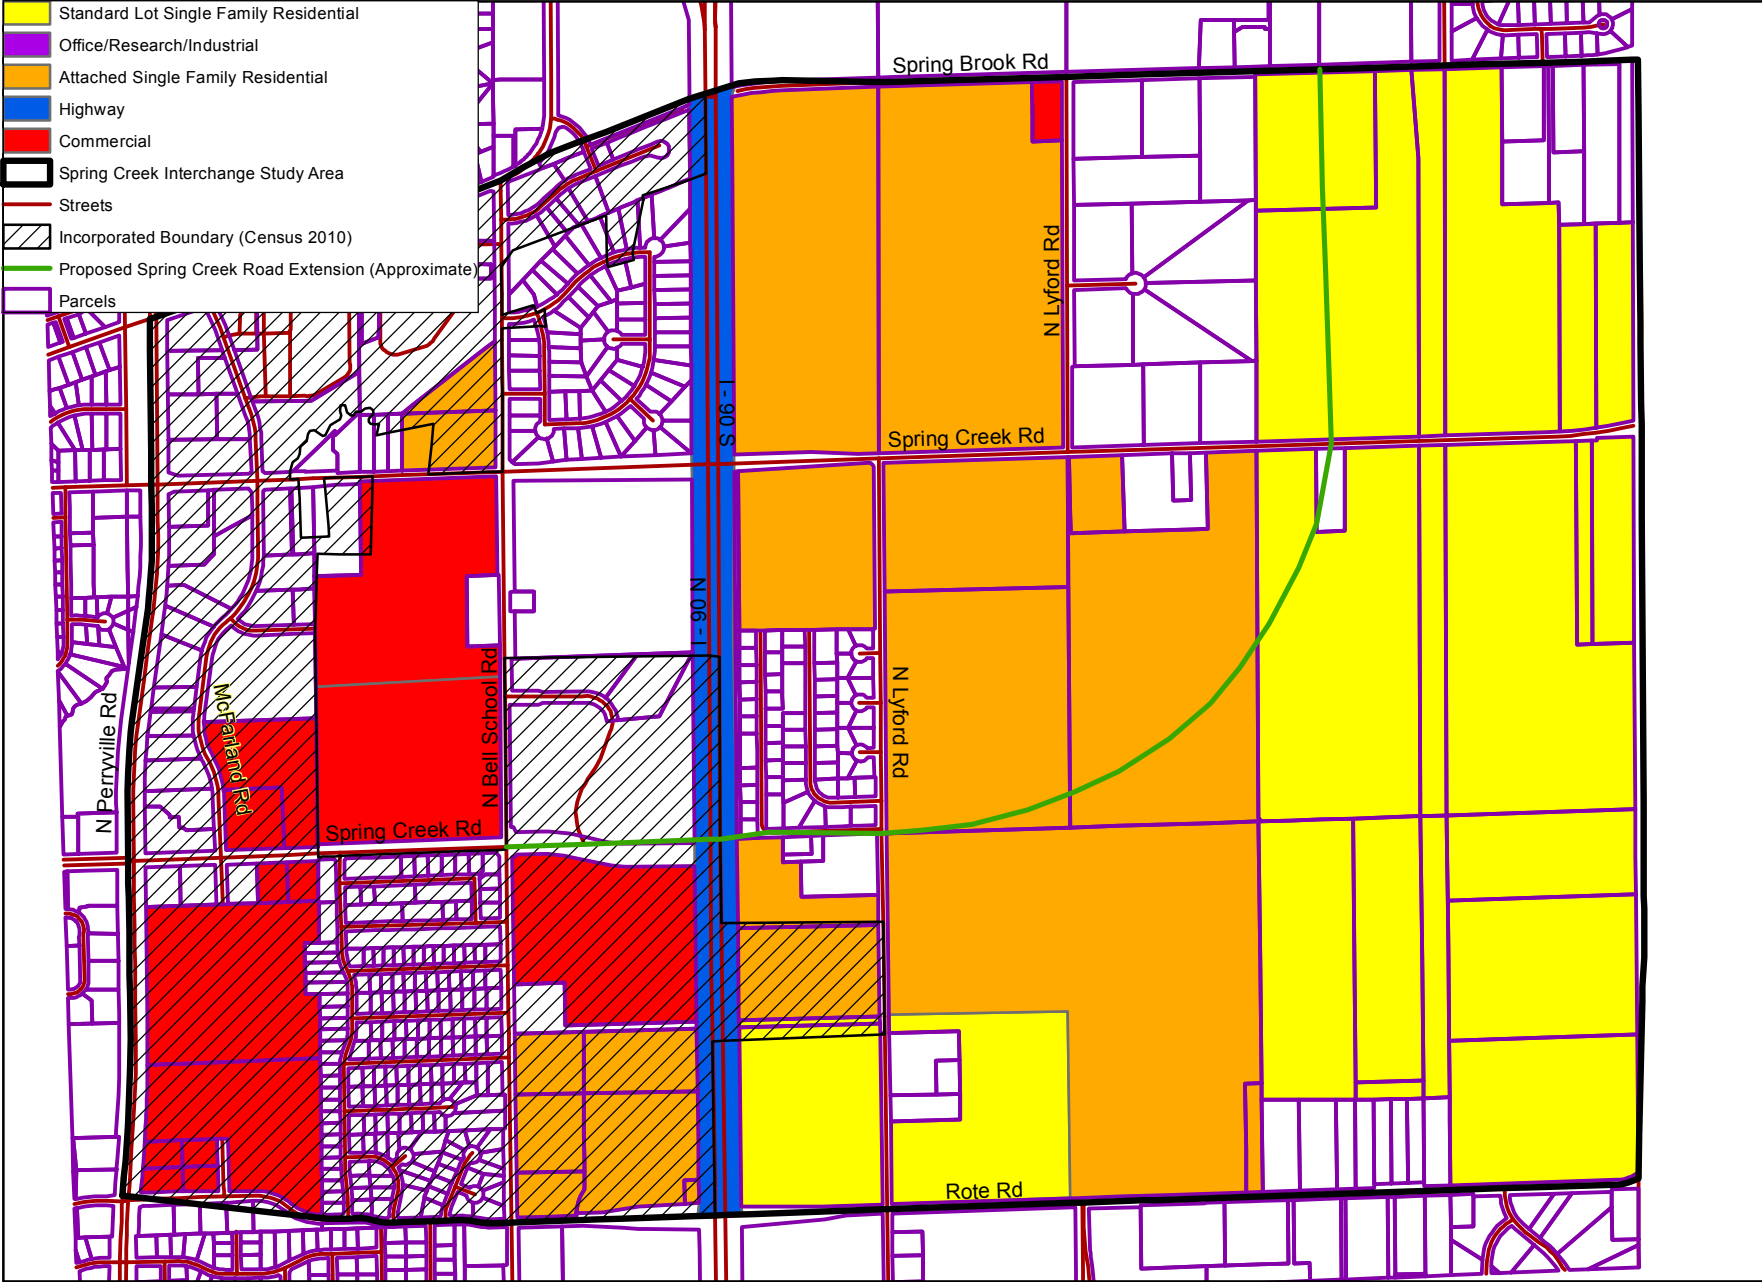 Standard Lot Single Family Residential
Office/Research/Industrial
Attached Single Family Residential
Highway
Commercial
Spring Creek Interchange Study Area
Streets
Incorporated Boundary (Census 2010)
Proposed Spring Creek Road Extension (Approximate)
Parcels
Spring Brook Rd
N Lyford Rd
I - 90 S
Spring Creek Rd
I - 90 N
N Lyford Rd
N Bell School Rd
McFarland Rd
N Perryville Rd
Spring Creek Rd
Rote Rd